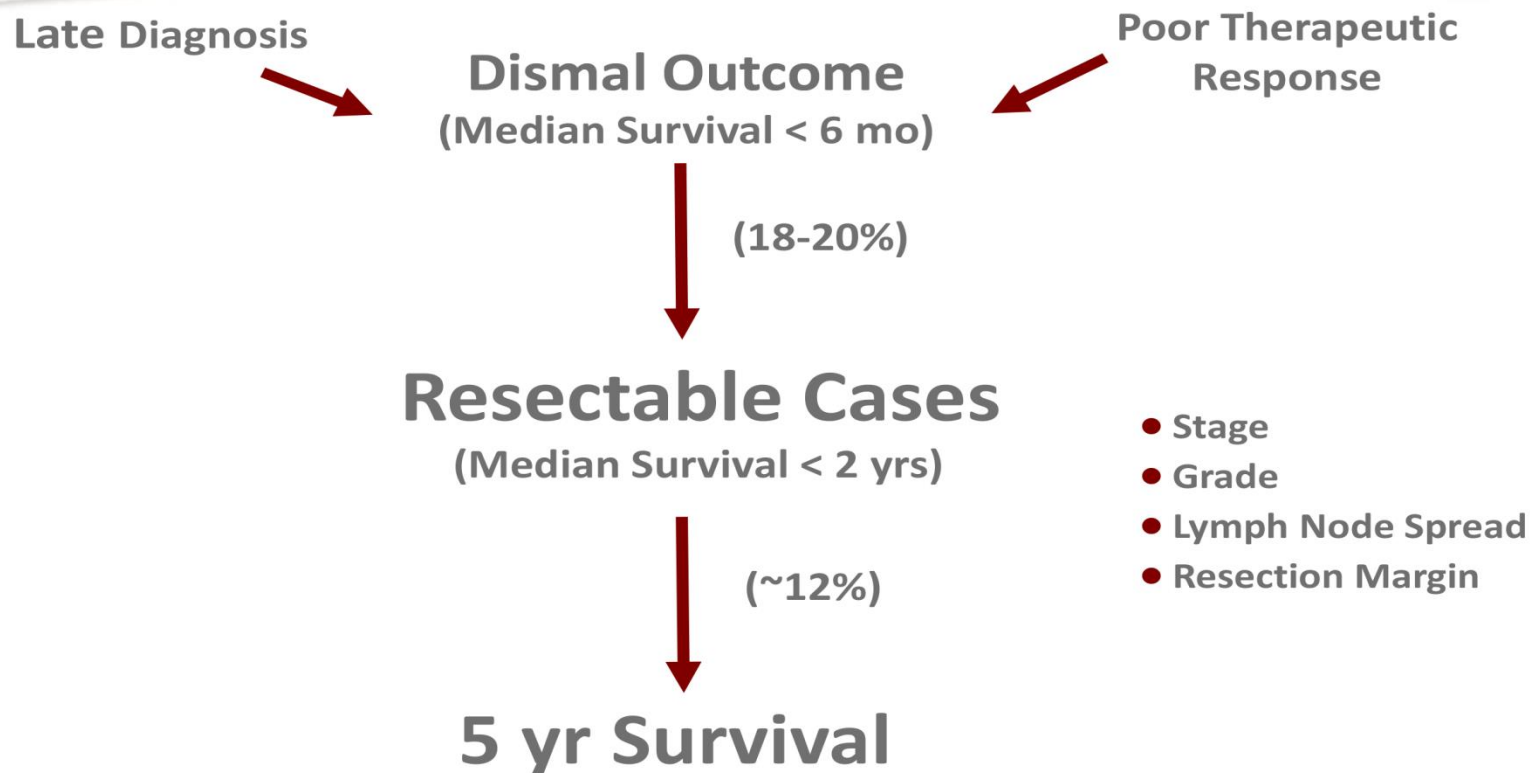 Late Diagnosis
Poor Therapeutic
Response
Dismal Outcome
(Median Survival < 6 mo)
(18-20%)
Resectable Cases
(Median Survival < 2 yrs)
• Stage
• Grade
• Lymph Node Spread
• Resection Margin
(~12%)
5 yr Survival